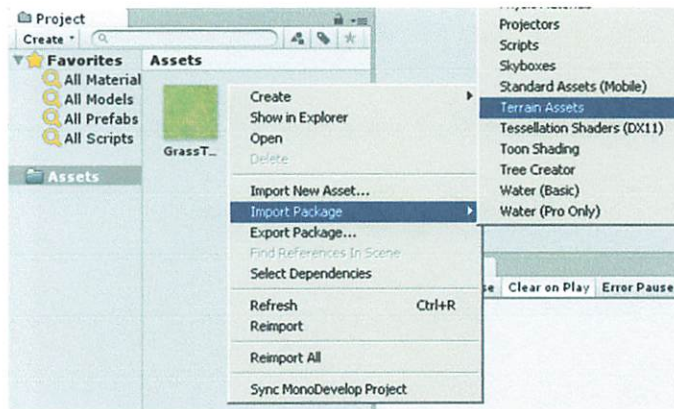 Project
Create
Favorites
All Material
All Models
All Prefabs
All Scripts
Assets
Assets
GrassT_
Create
Show in Explorer
Open
Delete
Import New Asset...
Import Package
Export Package...
Find References In Scene
Select Dependencies
Refresh Ctrl+R
Reimport
Reimport All
Sync MonoDevelop Project
Projectors
Scripts
Skyboxes
Standard Assets (Mobile)
Terrain Assets
Tessellation Shaders (DX11)
Toon Shading
Tree Creator
Water (Basic)
Water (Pro Only)
Clear on Play Error Pause